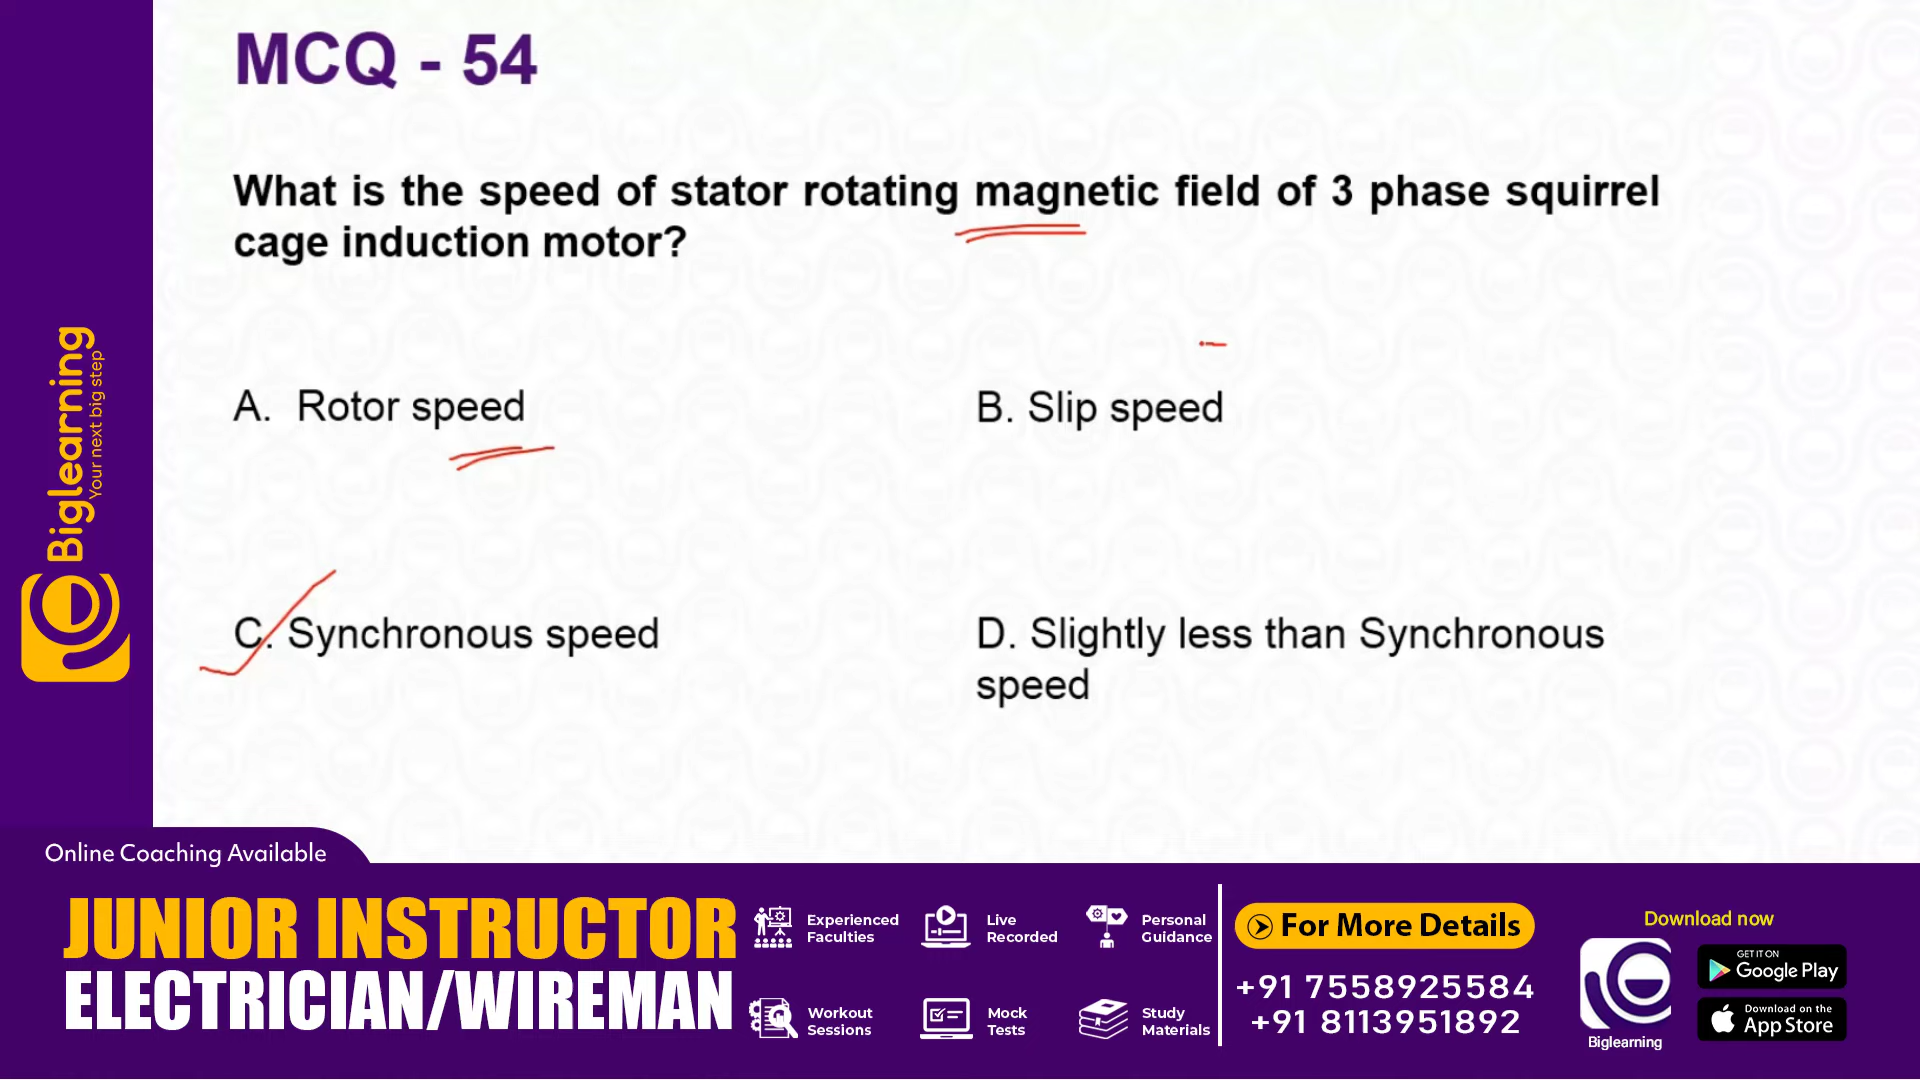 MCQ - 54
What is the speed of stator rotating magnetic field of 3 phase squirrel
cage induction motor?
A. Rotor speed
B. Slip speed
C. Synchronous speed
D. Slightly less than Synchronous
speed
Biglearning
Your next big step
Online Coaching Available
JUNIOR INSTRUCTOR
ELECTRICIAN/WIREMAN
Experienced
Faculties
Live
Recorded
Personal
Guidance
Workout
Sessions
Mock
Tests
Study
Materials
For More Details
+91 7558925584
+91 8113951892
Download now
Biglearning
GET IT ON
Google Play
Download on the
App Store